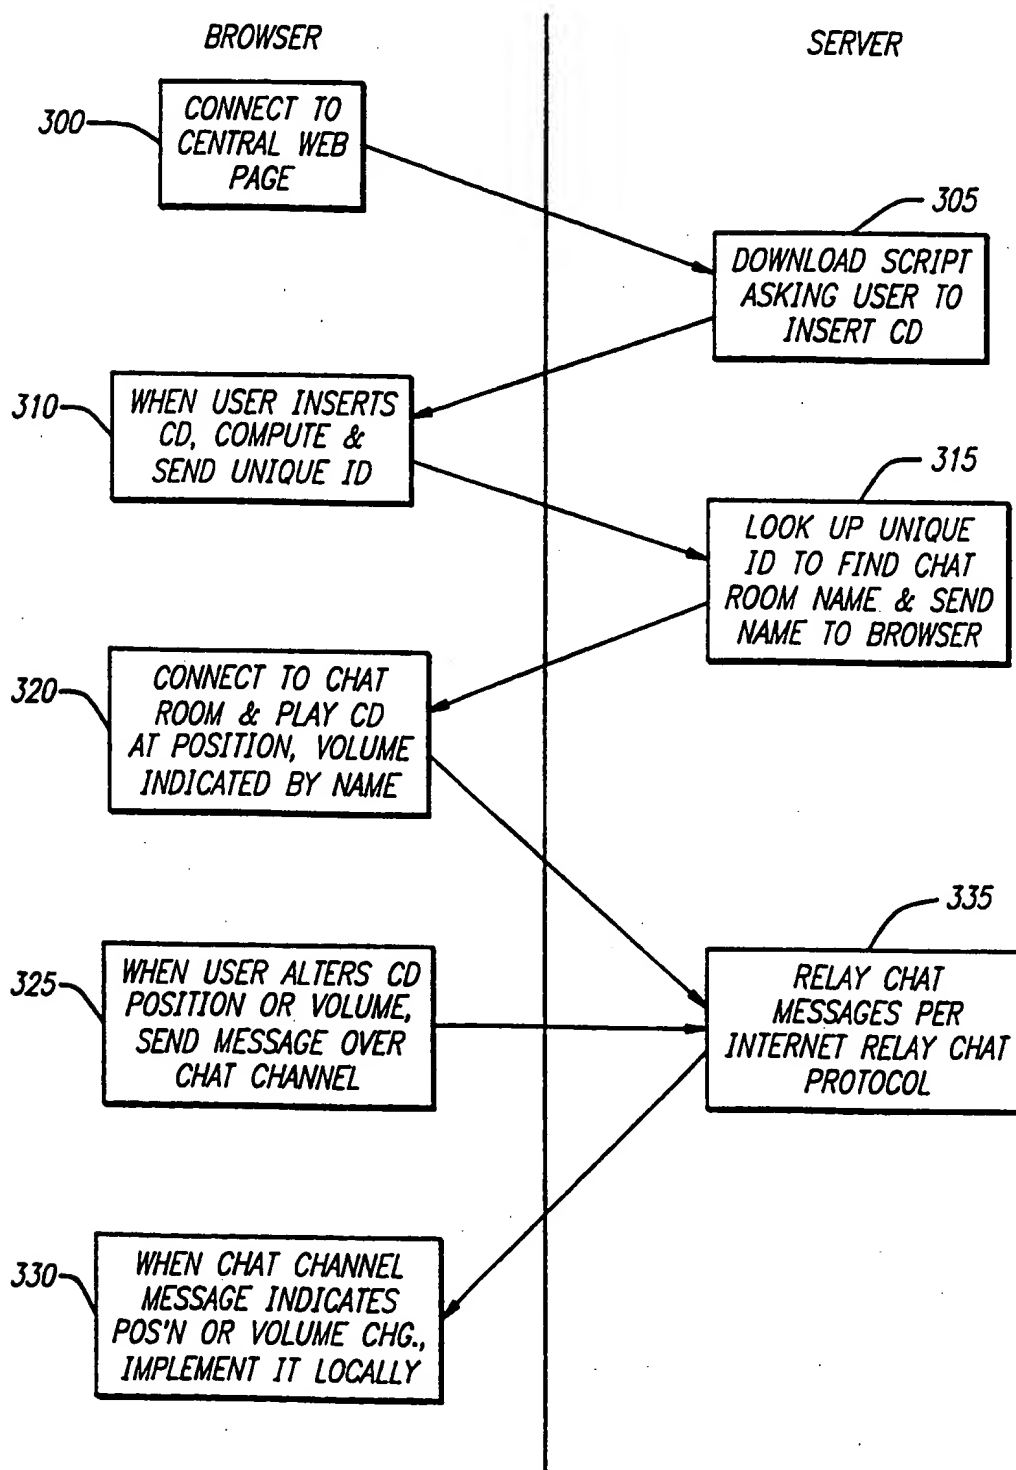 BROWSER
SERVER
300
CONNECT TO
CENTRAL WEB
PAGE
305
DOWNLOAD SCRIPT
ASKING USER TO
INSERT CD
310
WHEN USER INSERTS
CD, COMPUTE &
SEND UNIQUE ID
315
LOOK UP UNIQUE
ID TO FIND CHAT
ROOM NAME & SEND
NAME TO BROWSER
320
CONNECT TO CHAT
ROOM & PLAY CD
AT POSITION, VOLUME
INDICATED BY NAME
325
WHEN USER ALTERS CD
POSITION OR VOLUME,
SEND MESSAGE OVER
CHAT CHANNEL
335
RELAY CHAT
MESSAGES PER
INTERNET RELAY CHAT
PROTOCOL
330
WHEN CHAT CHANNEL
MESSAGE INDICATES
POS'N OR VOLUME CHG.,
IMPLEMENT IT LOCALLY